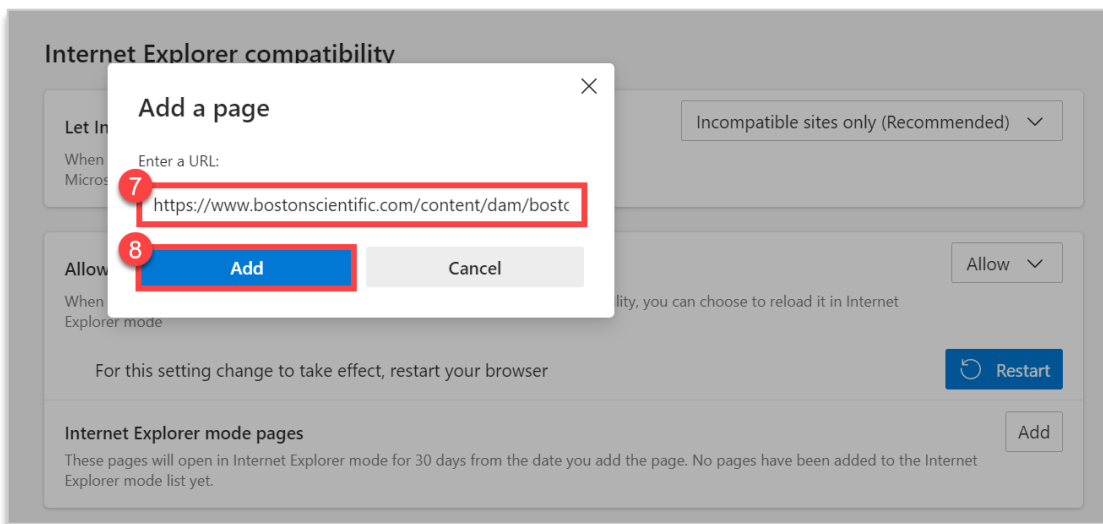 Internet Explorer compatibility
Add a page
Let In
Incompatible sites only (Recommended)
When
Enter a URL:
Micros
7
https://www.bostonscientific.com/content/dam/bostc
8
Add
Cancel
Allow
Allow
When
ility, you can choose to reload it in Internet
Explorer mode
For this setting change to take effect, restart your browser
Restart
Internet Explorer mode pages
Add
These pages will open in Internet Explorer mode for 30 days from the date you add the page. No pages have been added to the Internet
Explorer mode list yet.